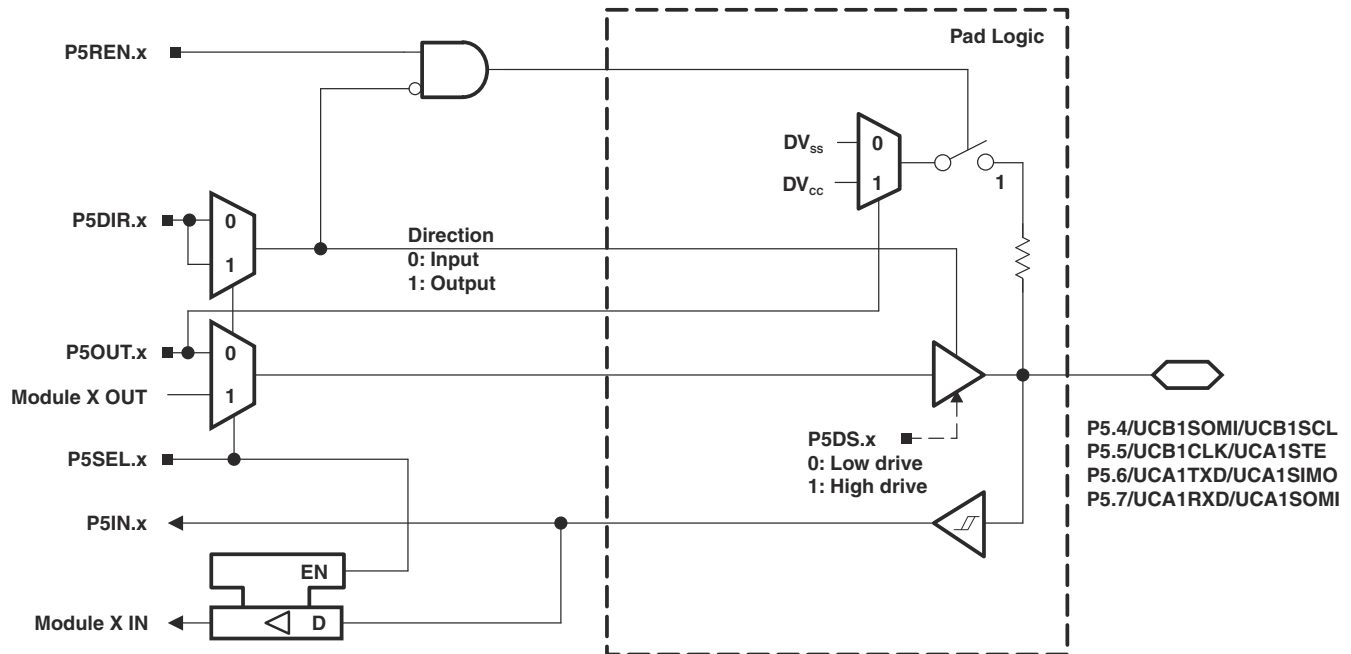 Pad Logic
P5REN.x
DVss
0
DVcc
1
1
P5DIR.x
0
1
Direction
0: Input
1: Output
P5OUT.x
0
Module X OUT
1
P5SEL.x
P5DS.x
0: Low drive
1: High drive
P5.4/UCB1SOMI/UCB1SCL
P5.5/UCB1CLK/UCA1STE
P5.6/UCA1TXD/UCA1SIMO
P5.7/UCA1RXD/UCA1SOMI
P5IN.x
EN
Module X IN
D